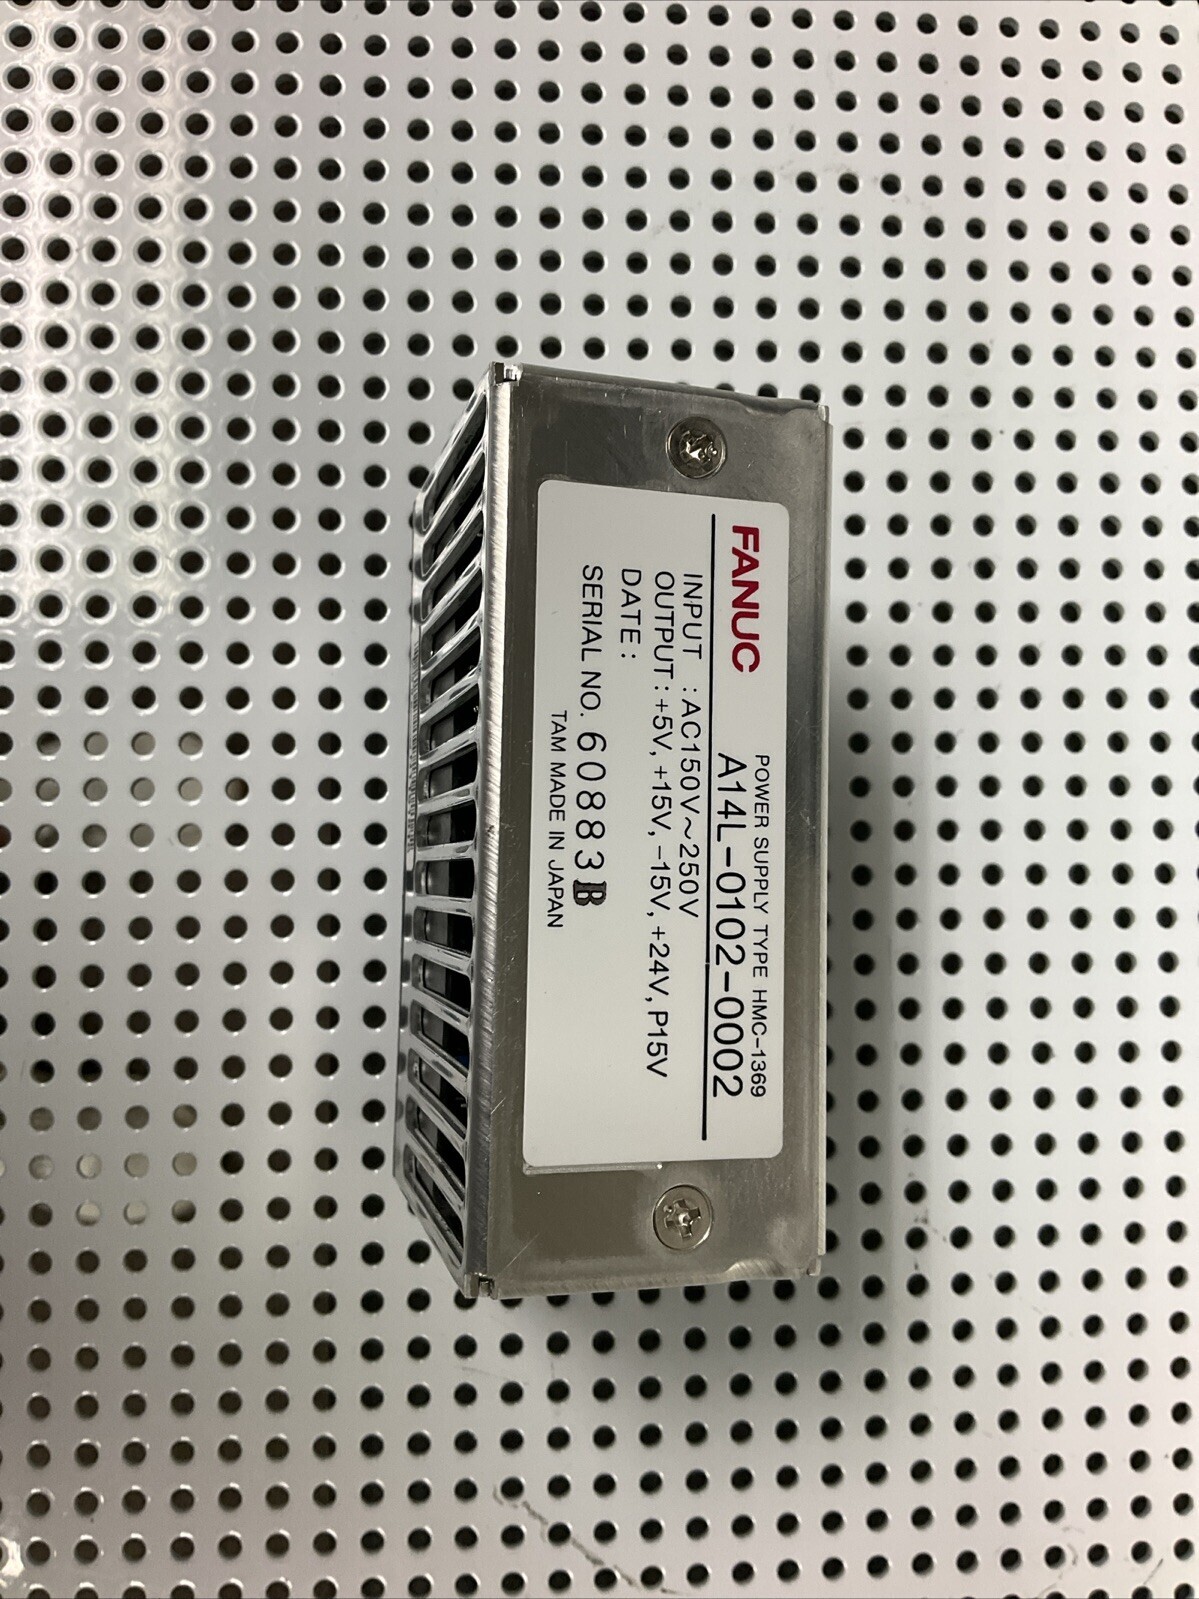 POWER SUPPLY TYPE HMC-1369
FANUC A14L-0102-0002
INPUT : AC150V~250V
OUTPUT : +5V, +15V, -15V, +24V, P15V
DATE :
SERIAL NO. 60883B
TAM MADE IN JAPAN